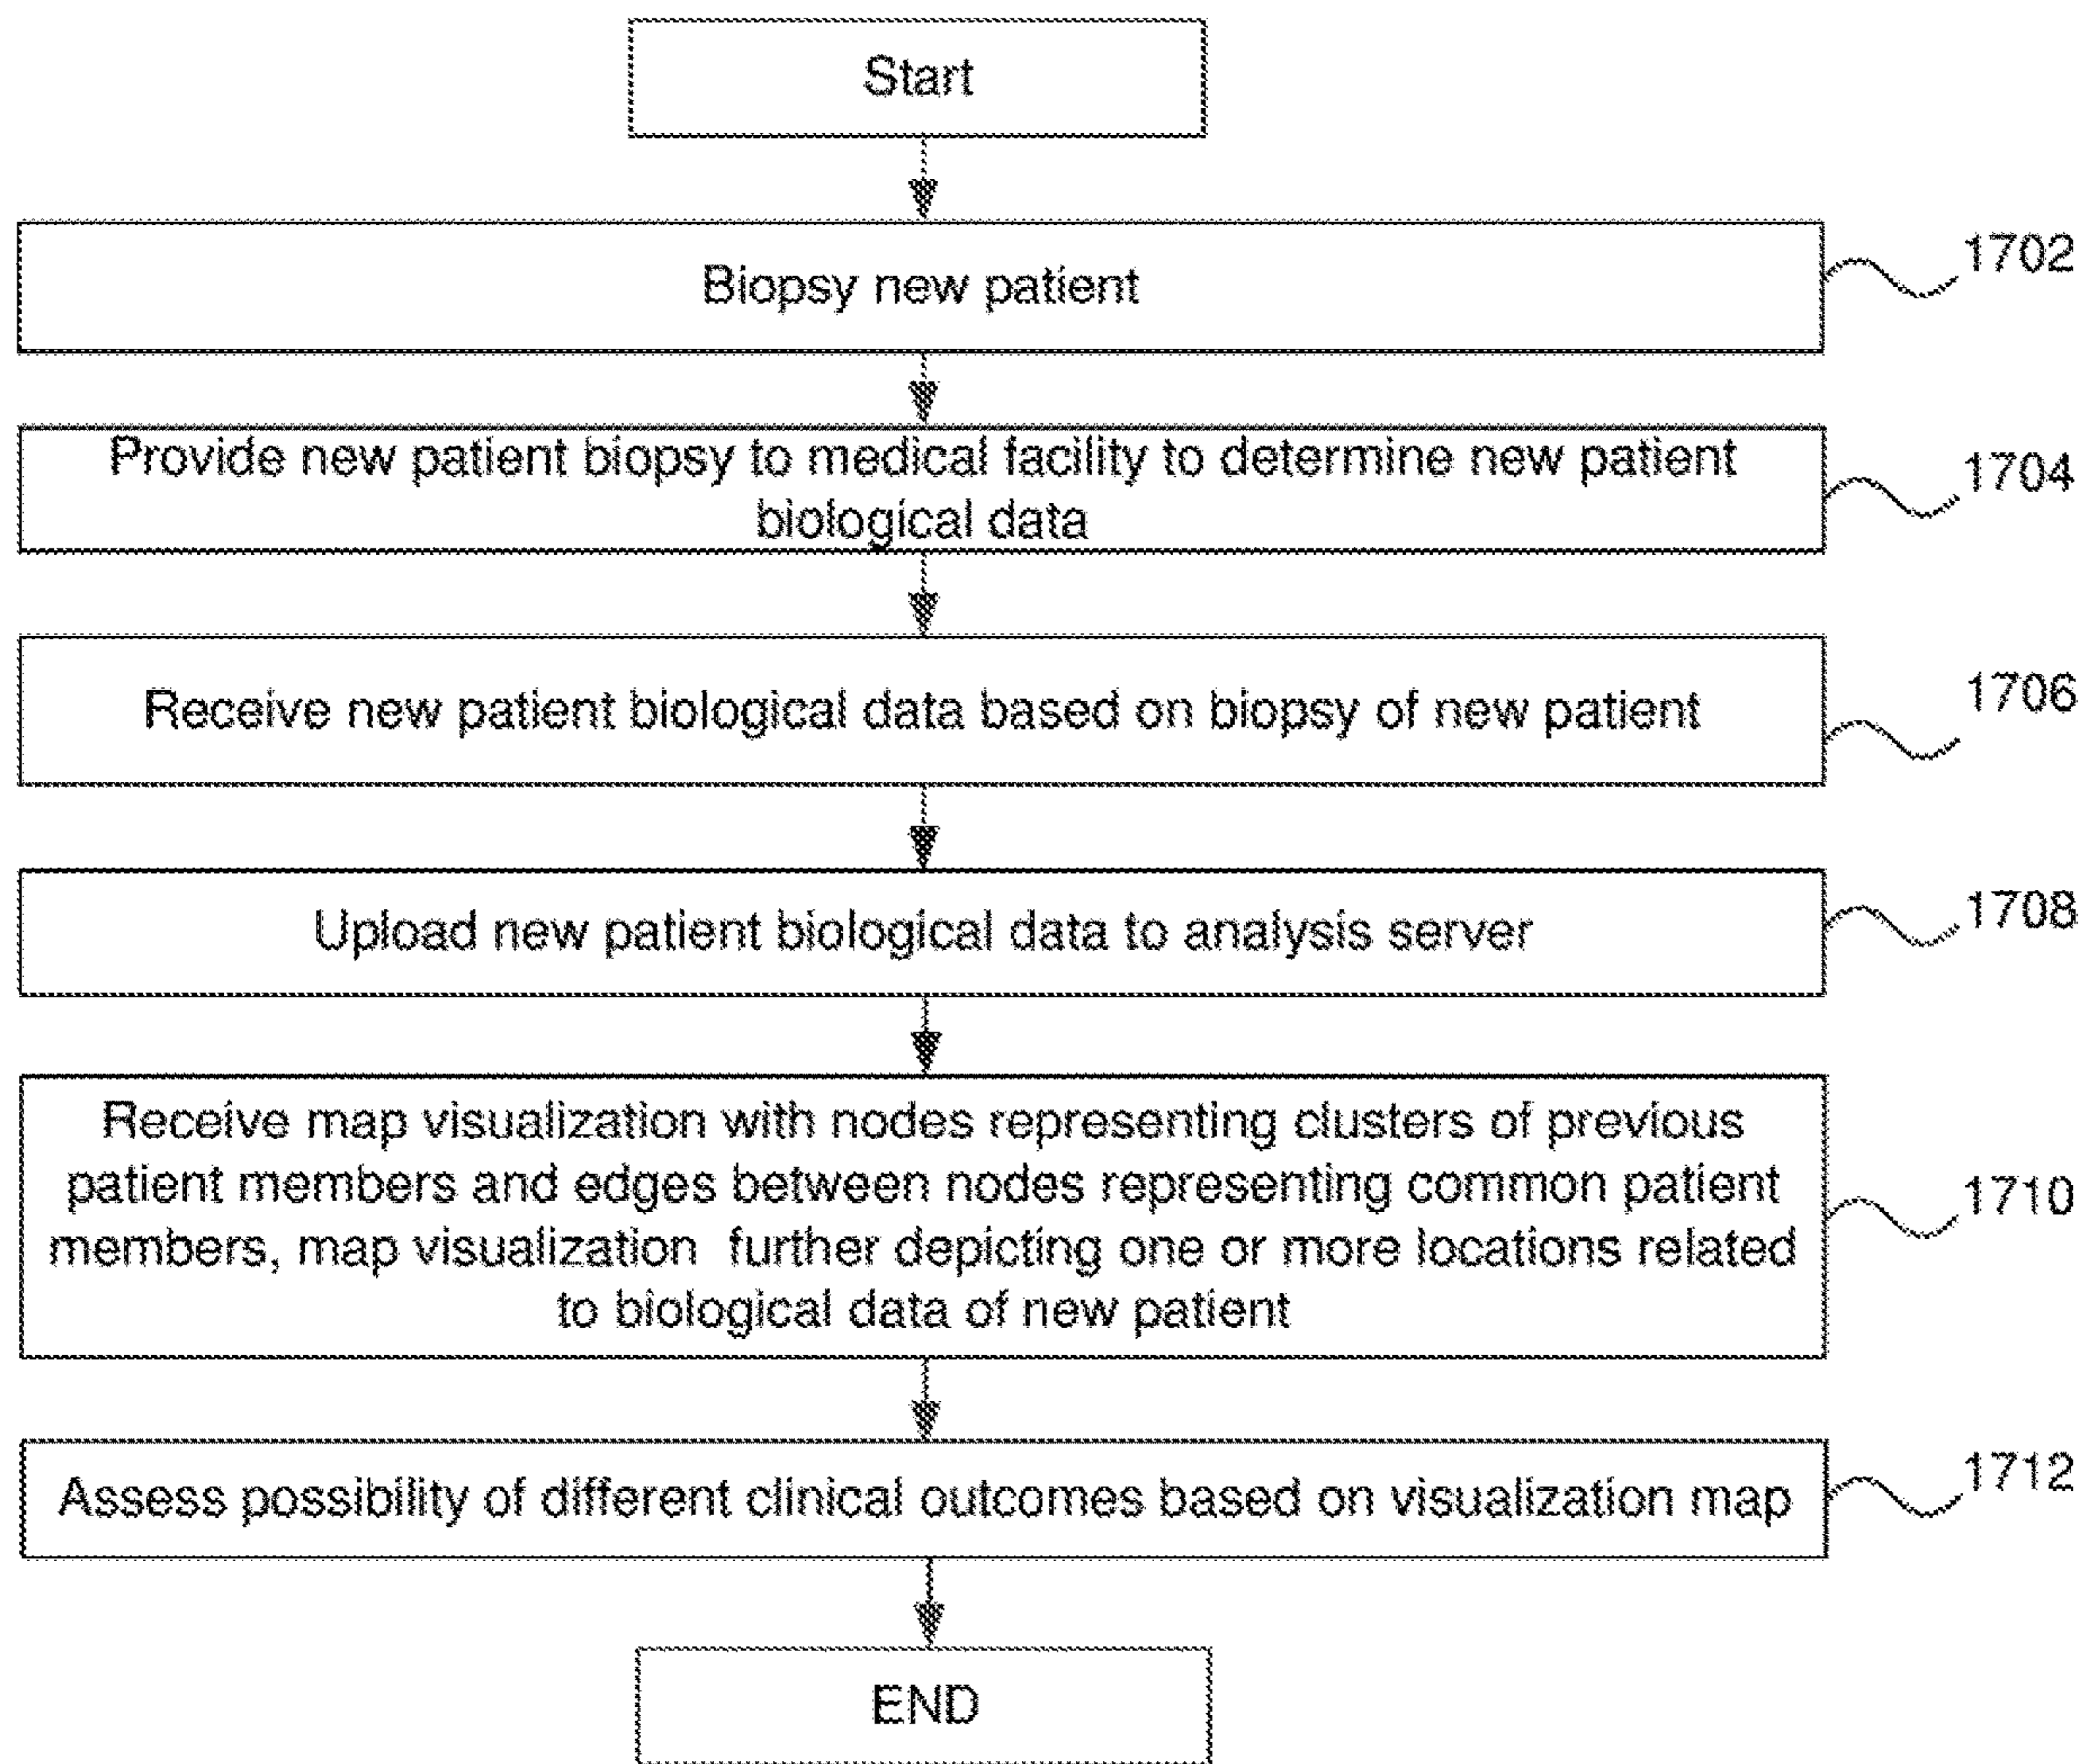 Start
Biopsy new patient
1702
Provide new patient biopsy to medical facility to determine new patient
biological data
1704
Receive new patient biological data based on biopsy of new patient
1706
Upload new patient biological data to analysis server
1708
Receive map visualization with nodes representing clusters of previous
patient members and edges between nodes representing common patient
members, map visualization further depicting one or more locations related
to biological data of new patient
1710
Assess possibility of different clinical outcomes based on visualization map
1712
END